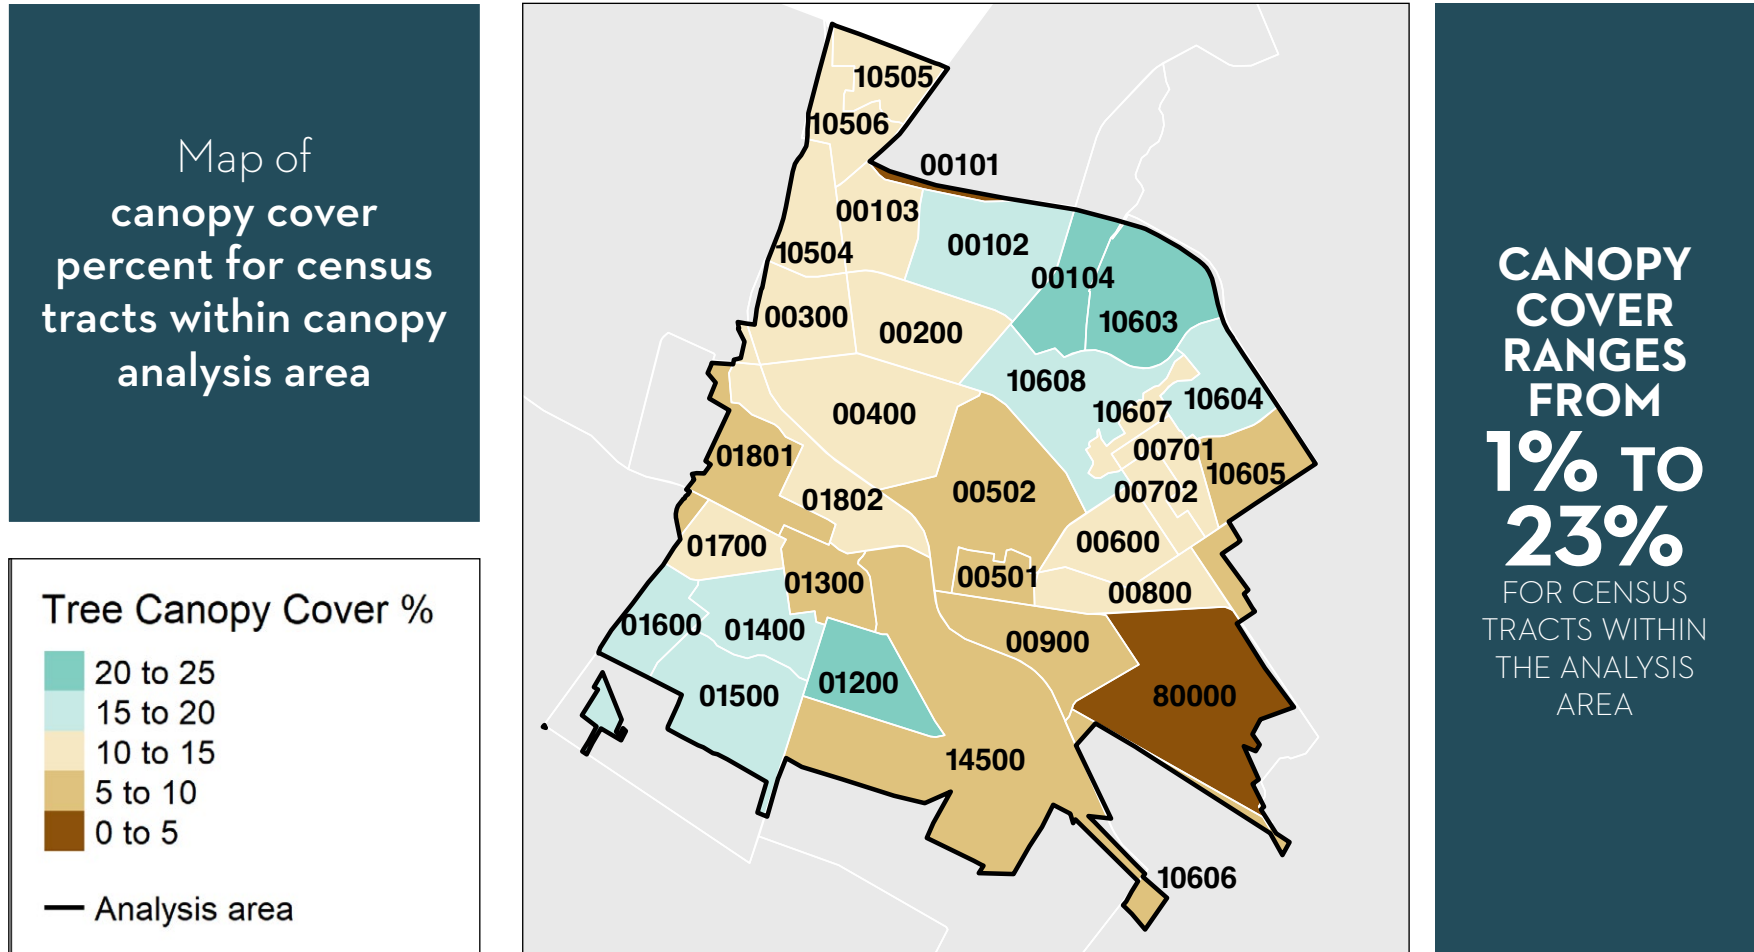 Map of
canopy cover
percent for census
tracts within canopy
analysis area
Tree Canopy Cover %
20 to 25
15 to 20
10 to 15
5 to 10
0 to 5
Analysis area
10505
10506
00101
00103
00102
10504
00104
00300
00200
10603
10608
10604
10607
00400
00701
01801
10605
00502
00702
01802
00600
01700
00501
01300
00800
01600
01400
00900
01200
01500
80000
14500
10606
CANOPY
COVER
RANGES
FROM
1% TO
23%
FOR CENSUS
TRACTS WITHIN
THE ANALYSIS
AREA